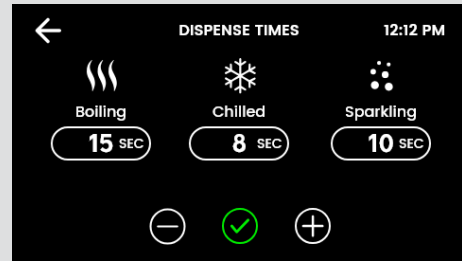 DISPENSE TIMES 12:12 PM
Boiling Chilled Sparkling
15 SEC 8 SEC 10 SEC